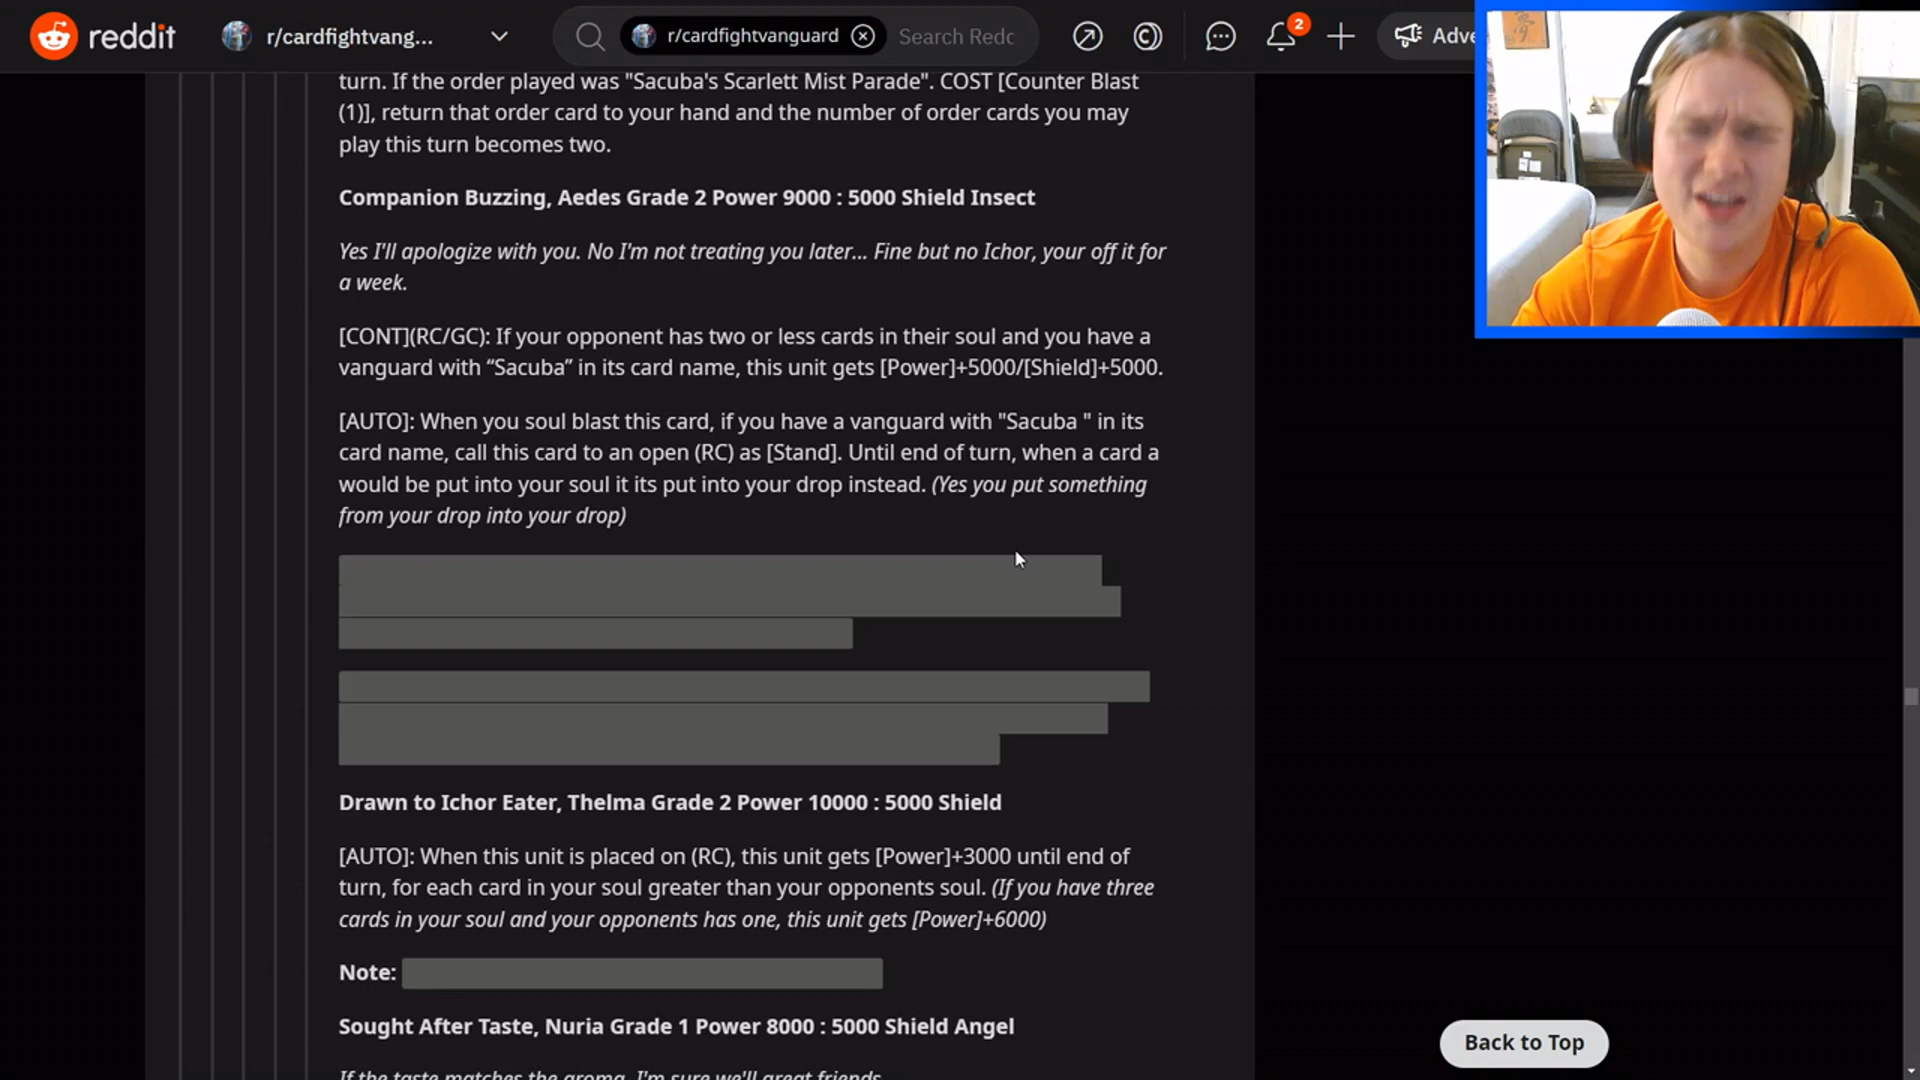 reddit
r/cardfightvang...
r/cardfightvanguard
Search Redc
2
Adve
turn. If the order played was "Sacuba's Scarlett Mist Parade". COST [Counter Blast
(1)], return that order card to your hand and the number of order cards you may
play this turn becomes two.
Companion Buzzing, Aedes Grade 2 Power 9000 : 5000 Shield Insect
Yes I'll apologize with you. No I'm not treating you later... Fine but no Ichor, your off it for
a week.
[CONT](RC/GC): If your opponent has two or less cards in their soul and you have a
vanguard with “Sacuba” in its card name, this unit gets [Power]+5000/[Shield]+5000.
[AUTO]: When you soul blast this card, if you have a vanguard with "Sacuba " in its
card name, call this card to an open (RC) as [Stand]. Until end of turn, when a card a
would be put into your soul it its put into your drop instead. (Yes you put something
from your drop into your drop)
Drawn to Ichor Eater, Thelma Grade 2 Power 10000 : 5000 Shield
[AUTO]: When this unit is placed on (RC), this unit gets [Power]+3000 until end of
turn, for each card in your soul greater than your opponents soul. (If you have three
cards in your soul and your opponents has one, this unit gets [Power]+6000)
Note:
Sought After Taste, Nuria Grade 1 Power 8000 : 5000 Shield Angel
If the taste matches the aroma, I'm sure we'll great friends
Back to Top